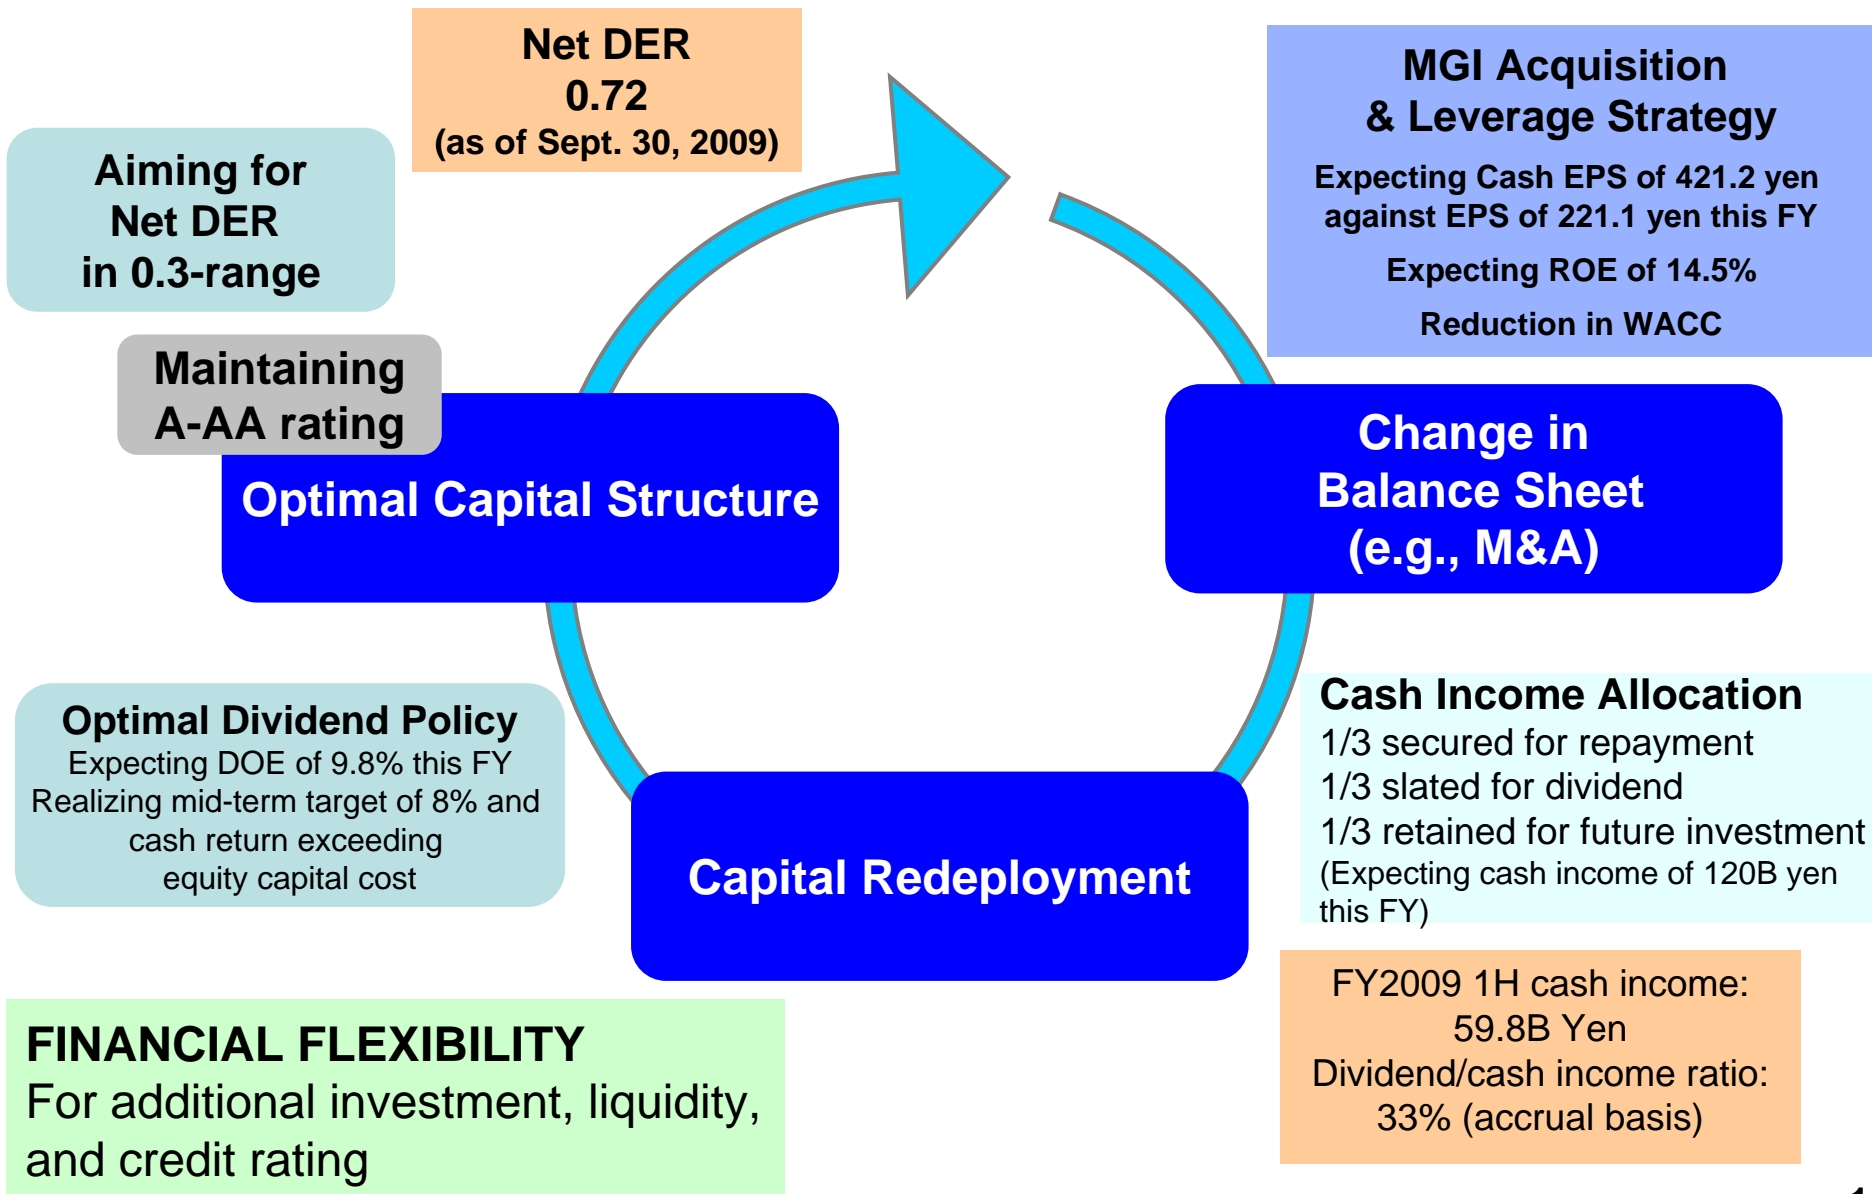 Net DER
0.72
(as of Sept. 30, 2009)
MGI Acquisition
& Leverage Strategy
Expecting Cash EPS of 421.2 yen
against EPS of 221.1 yen this FY
Expecting ROE of 14.5%
Reduction in WACC
Aiming for
Net DER
in 0.3-range
Maintaining
A-AA rating
Optimal Capital Structure
Change in
Balance Sheet
(e.g., M&A)
Optimal Dividend Policy
Expecting DOE of 9.8% this FY
Realizing mid-term target of 8% and
cash return exceeding
equity capital cost
Capital Redeployment
Cash Income Allocation
1/3 secured for repayment
1/3 slated for dividend
1/3 retained for future investment
(Expecting cash income of 120B yen
this FY)
FY2009 1H cash income:
59.8B Yen
Dividend/cash income ratio:
33% (accrual basis)
FINANCIAL FLEXIBILITY
For additional investment, liquidity,
and credit rating